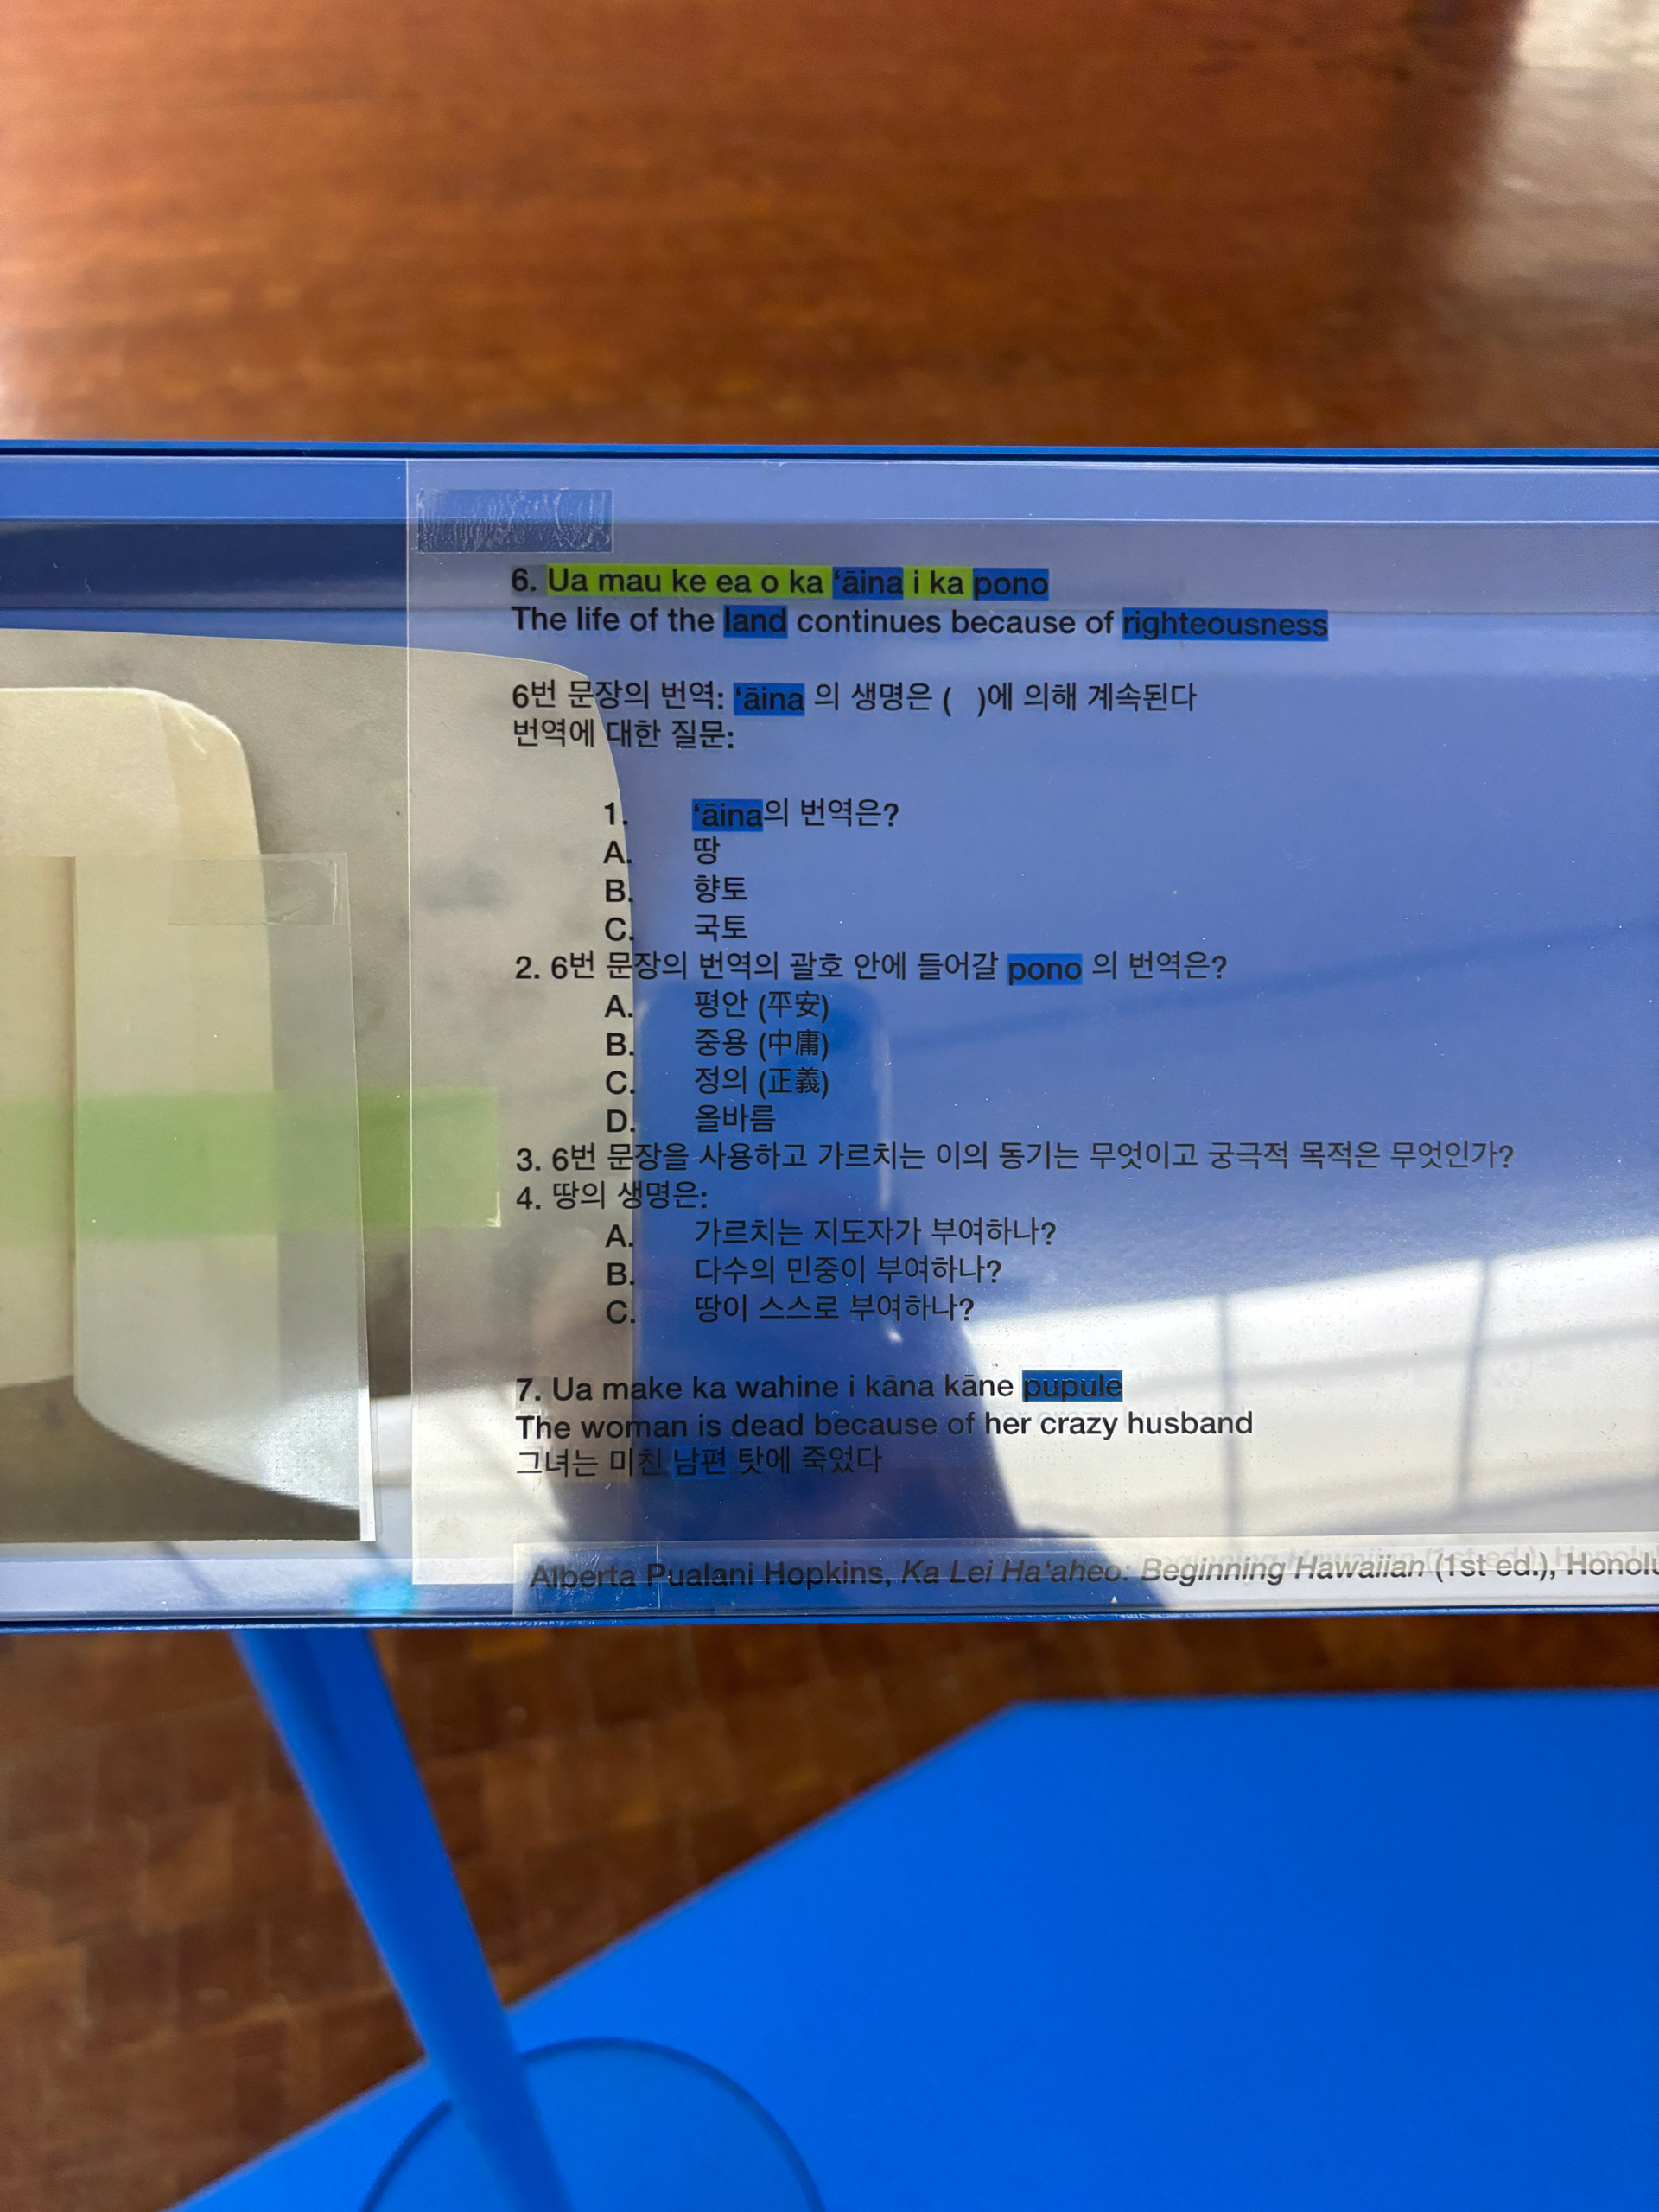 6. Ua mau ke ea o ka ʻāina i ka pono
The life of the land continues because of righteousness
6번 문장의 번역: ʻāina 의 생명은 (   )에 의해 계속된다
번역에 대한 질문:
1. ʻāina의 번역은?
A. 땅
B. 향토
C. 국토
2. 6번 문장의 번역의 괄호 안에 들어갈 pono 의 번역은?
A. 평안 (平安)
B. 중용 (中庸)
C. 정의 (正義)
D. 올바름
3. 6번 문장을 사용하고 가르치는 이의 동기는 무엇이고 궁극적 목적은 무엇인가?
4. 땅의 생명은:
A. 가르치는 지도자가 부여하나?
B. 다수의 민중이 부여하나?
C. 땅이 스스로 부여하나?
7. Ua make ka wahine i kāna kāne pupule
The woman is dead because of her crazy husband
그녀는 미친 남편 탓에 죽었다
Alberta Pualani Hopkins, Ka Lei Haʻaheo: Beginning Hawaiian (1st ed.), Honolu